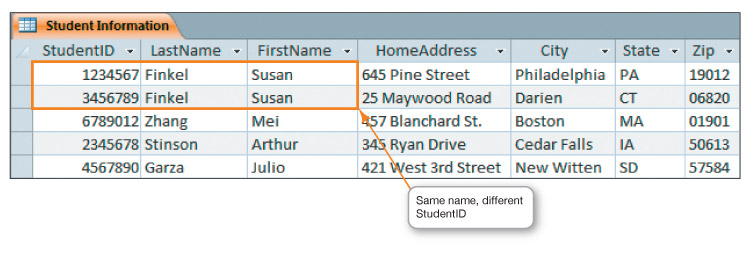 Student Information
StudentID LastName FirstName HomeAddress City State Zip
1234567 Finkel Susan 645 Pine Street Philadelphia PA 19012
3456789 Finkel Susan 25 Maywood Road Darien CT 06820
6789012 Zhang Mei 457 Blanchard St. Boston MA 01901
2345678 Stinson Arthur 345 Ryan Drive Cedar Falls IA 50613
4567890 Garza Julio 421 West 3rd Street New Witten SD 57584
Same name, different
StudentID